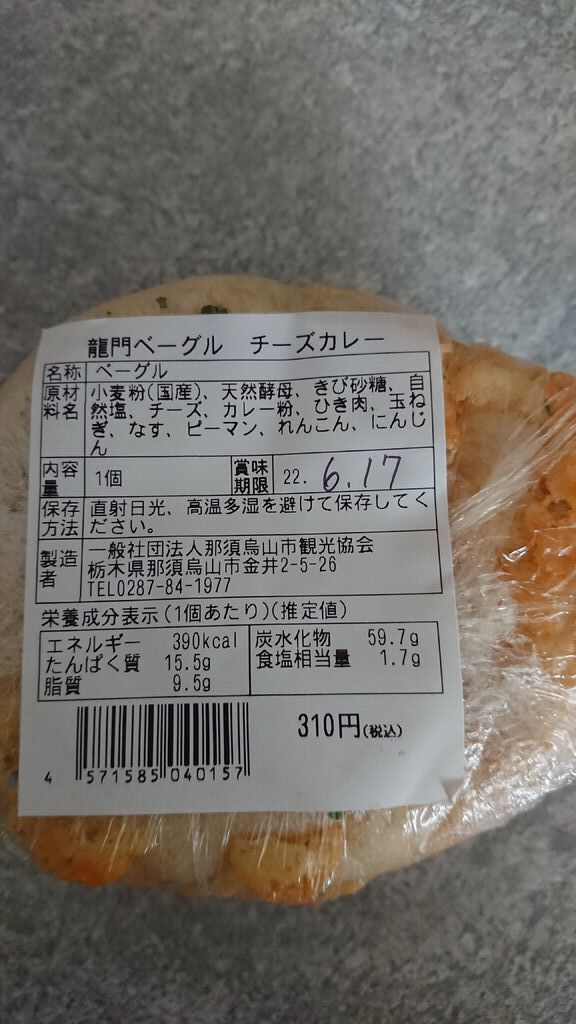 龍門ベーグル チーズカレー
名称 ベーグル
原材料名 小麦粉(国産)、天然酵母、きび砂糖、自
然塩、チーズ、カレー粉、ひき肉、玉ね
ぎ、なす、ピーマン、れんこん、にんじ
ん
内容量 1個 賞味期限 22. 6.17
保存方法 直射日光、高温多湿を避けて保存してく
ださい。
製造者 一般社団法人那須烏山市観光協会
栃木県那須烏山市金井2-5-26
TEL0287-84-1977
栄養成分表示(1個あたり)(推定値)
エネルギー 390kcal 炭水化物 59.7g
たんぱく質 15.5g 食塩相当量 1.7g
脂質 9.5g
310円(税込)
4 571585 040157